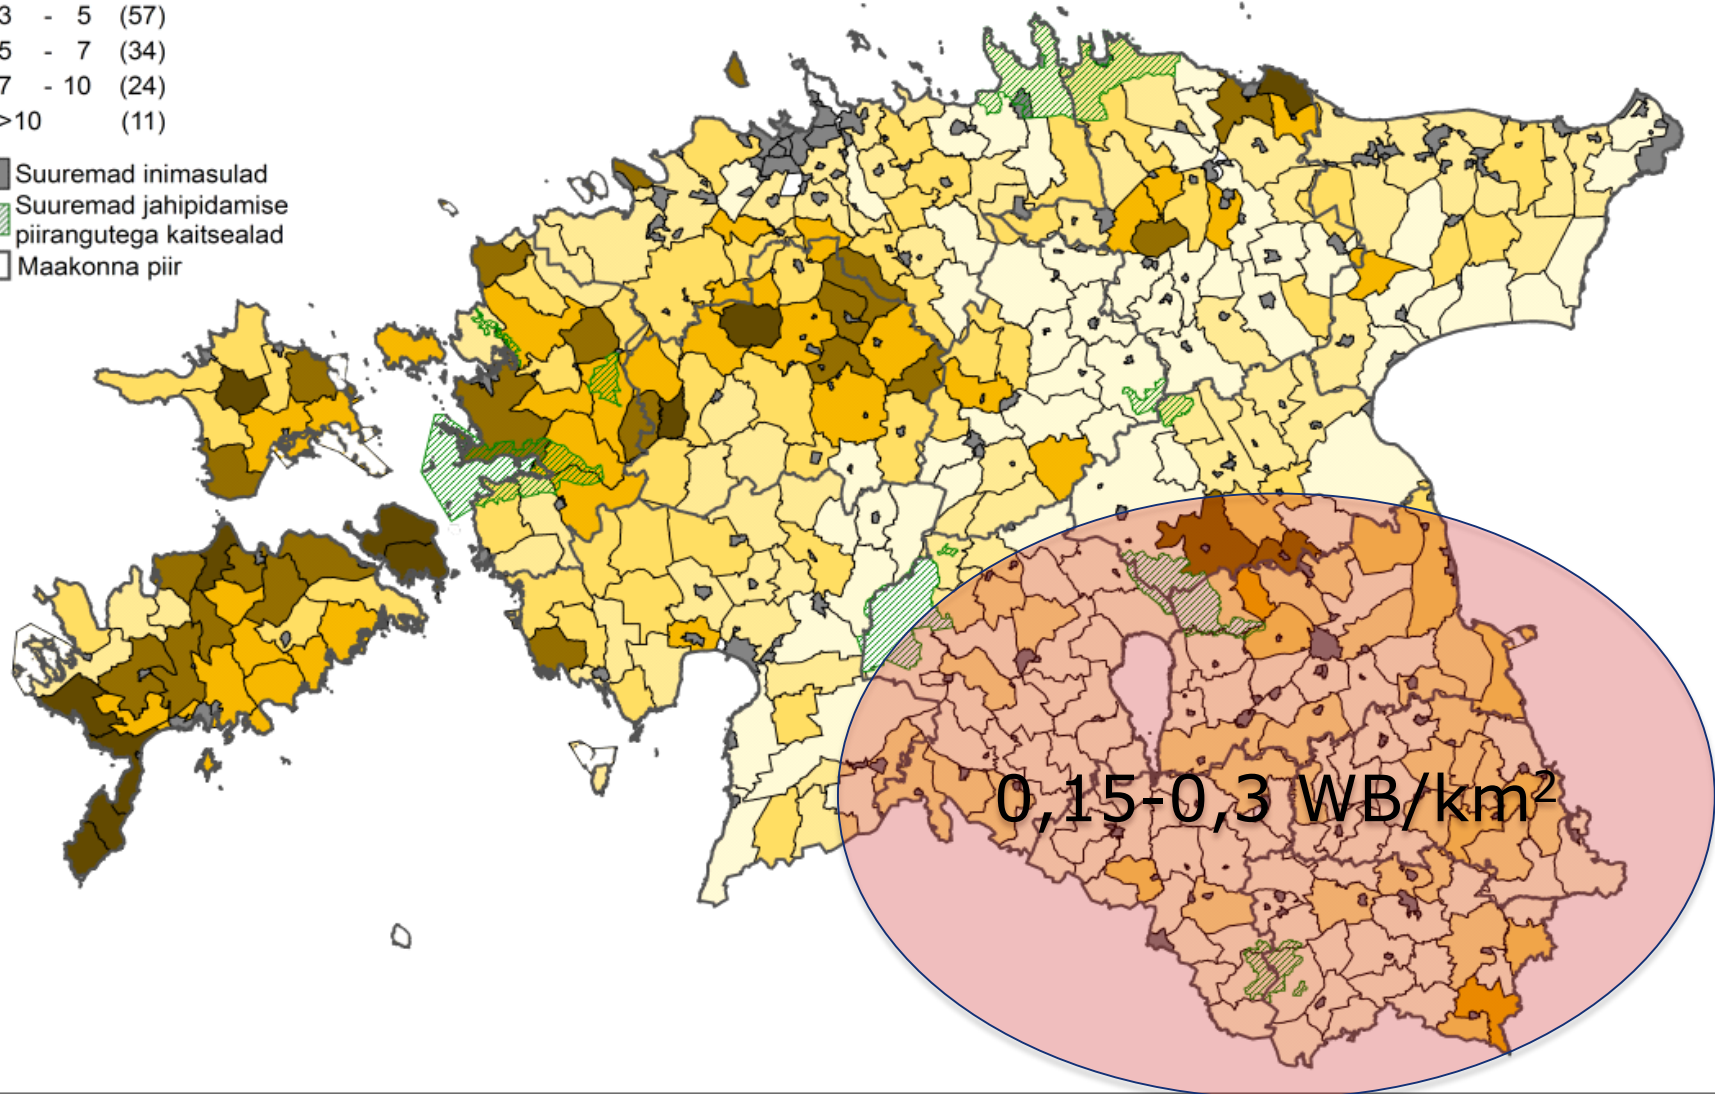 3 - 5 (57)
5 - 7 (34)
7 - 10 (24)
>10 (11)
Suuremad inimasulad
Suuremad jahipidamise
piirangutega kaitsealad
Maakonna piir
0,15-0,3 WB/km²